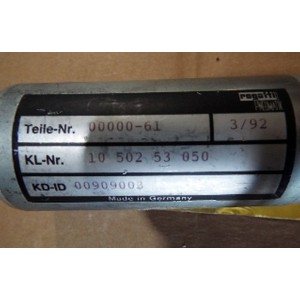 Teile-Nr. 00000-61 3/92
KL-Nr. 10 502 53 050
KD-ID 00909003
Made in Germany